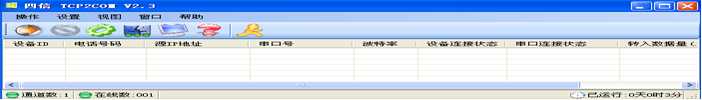 四信 TCP2COM V2.3
操作 设置 视图 窗口 帮助
设备ID 电话号码 源IP地址 串口号 波特率 设备连接状态 串口连接状态 转入数据量(.
通道数:1 在线数:001 已运行:0天0时3分